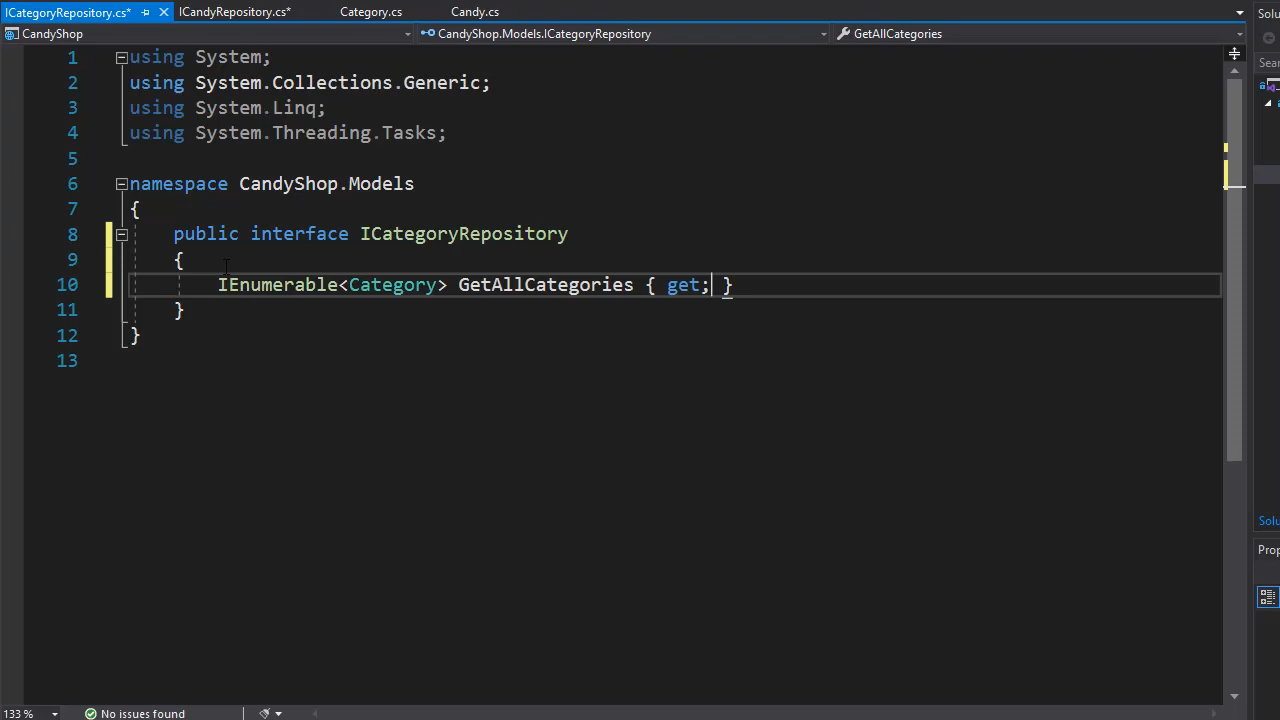 ICategoryRepository.cs* ICandyRepository.cs* Category.cs Candy.cs
CandyShop CandyShop.Models.ICategoryRepository GetAllCategories
1 using System;
2 using System.Collections.Generic;
3 using System.Linq;
4 using System.Threading.Tasks;
5
6 namespace CandyShop.Models
7 {
8 public interface ICategoryRepository
9 {
10 IEnumerable<Category> GetAllCategories { get; }
11 }
12 }
13
133 % No issues found